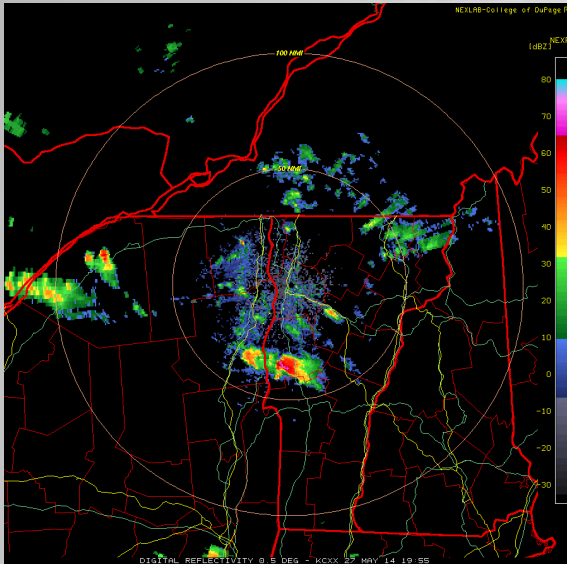 NEXLAB-College of DuPage
NEXR
[dBZ]
100 NMI
80
70
60
50 NMI
50
40
30
20
10
0
-10
-20
-30
DIGITAL REFLECTIVITY 0.5 DEG - KCXX 27 MAY 14 19:55